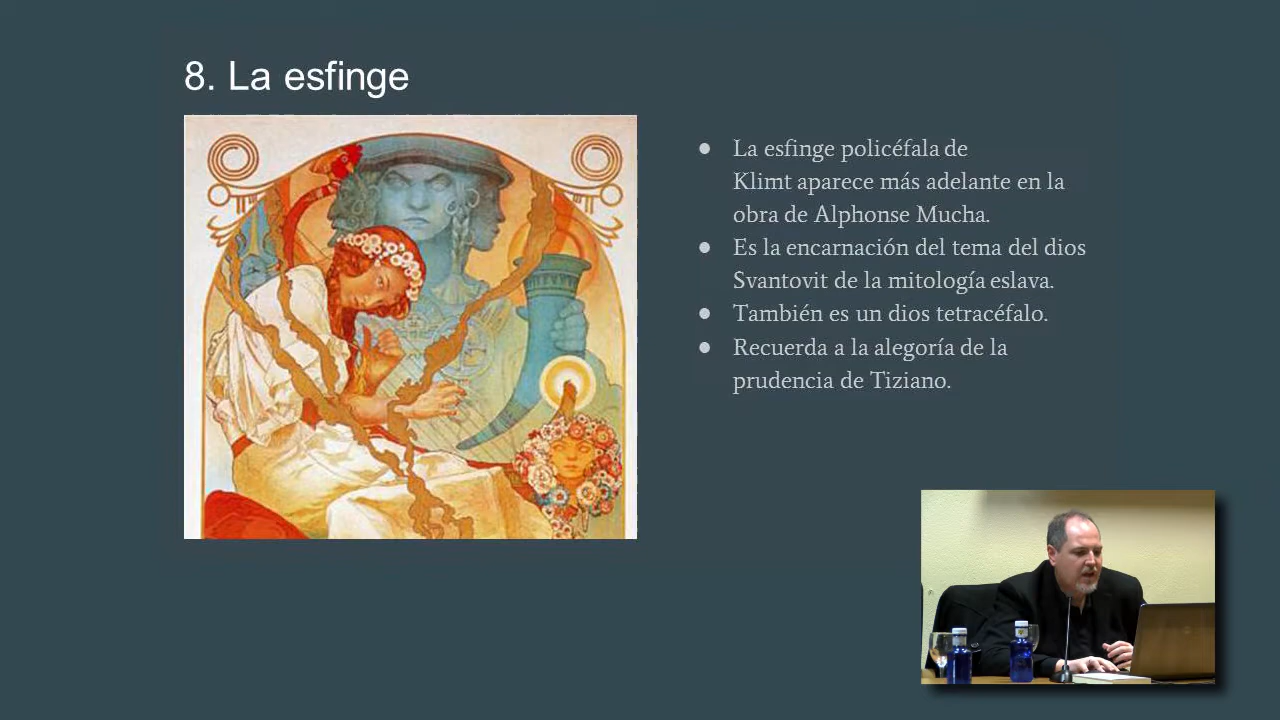 8. La esfinge
● La esfinge policéfala de
Klimt aparece más adelante en la
obra de Alphonse Mucha.
● Es la encarnación del tema del dios
Svantovit de la mitología eslava.
● También es un dios tetracéfalo.
● Recuerda a la alegoría de la
prudencia de Tiziano.